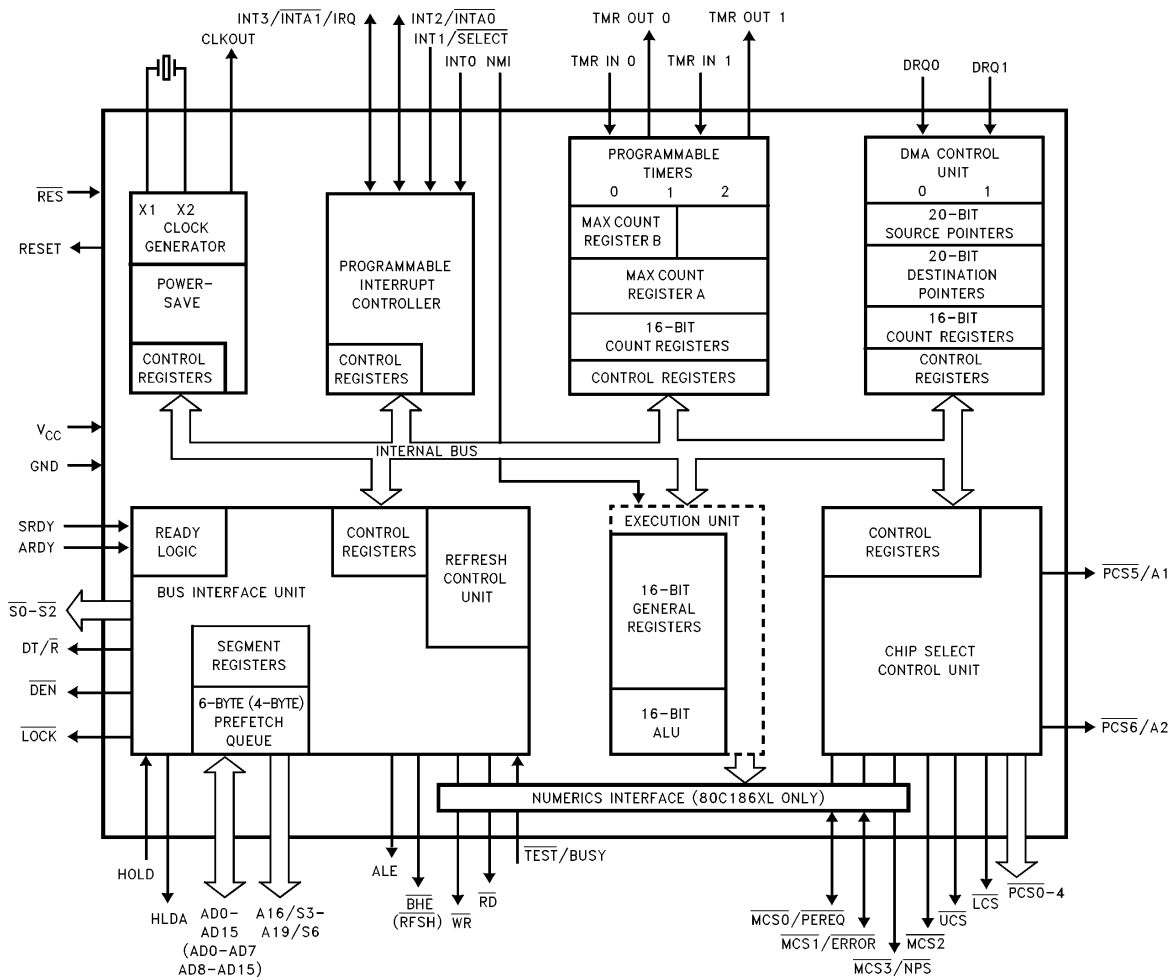 INT3/INTA1/IRQ
INT2/INTA0
CLKOUT
INT1/SELECT
INT0 NMI
TMR OUT 0
TMR OUT 1
TMR IN 0
TMR IN 1
DRQ0
DRQ1
RES
RESET
X1
X2
CLOCK
GENERATOR
POWER-
SAVE
CONTROL
REGISTERS
PROGRAMMABLE
INTERRUPT
CONTROLLER
CONTROL
REGISTERS
PROGRAMMABLE
TIMERS
0 1 2
MAX COUNT
REGISTER B
MAX COUNT
REGISTER A
16-BIT
COUNT REGISTERS
CONTROL REGISTERS
DMA CONTROL
UNIT
0 1
20-BIT
SOURCE POINTERS
20-BIT
DESTINATION
POINTERS
16-BIT
COUNT REGISTERS
CONTROL
REGISTERS
VCC
GND
INTERNAL BUS
SRDY
ARDY
S0-S2
DT/R
DEN
LOCK
READY
LOGIC
CONTROL
REGISTERS
REFRESH
CONTROL
UNIT
BUS INTERFACE UNIT
SEGMENT
REGISTERS
6-BYTE (4-BYTE)
PREFETCH
QUEUE
EXECUTION UNIT
16-BIT
GENERAL
REGISTERS
16-BIT
ALU
CONTROL
REGISTERS
CHIP SELECT
CONTROL UNIT
PCS5/A1
PCS6/A2
NUMERICS INTERFACE (80C186XL ONLY)
HOLD
HLDA
AD0-
AD15
(AD0-AD7
AD8-AD15)
A16/S3-
A19/S6
ALE
BHE
(RFSH)
WR
RD
TEST/BUSY
MCS0/PEREQ
MCS1/ERROR
MCS3/NPS
MCS2
UCS
LCS
PCS0-4